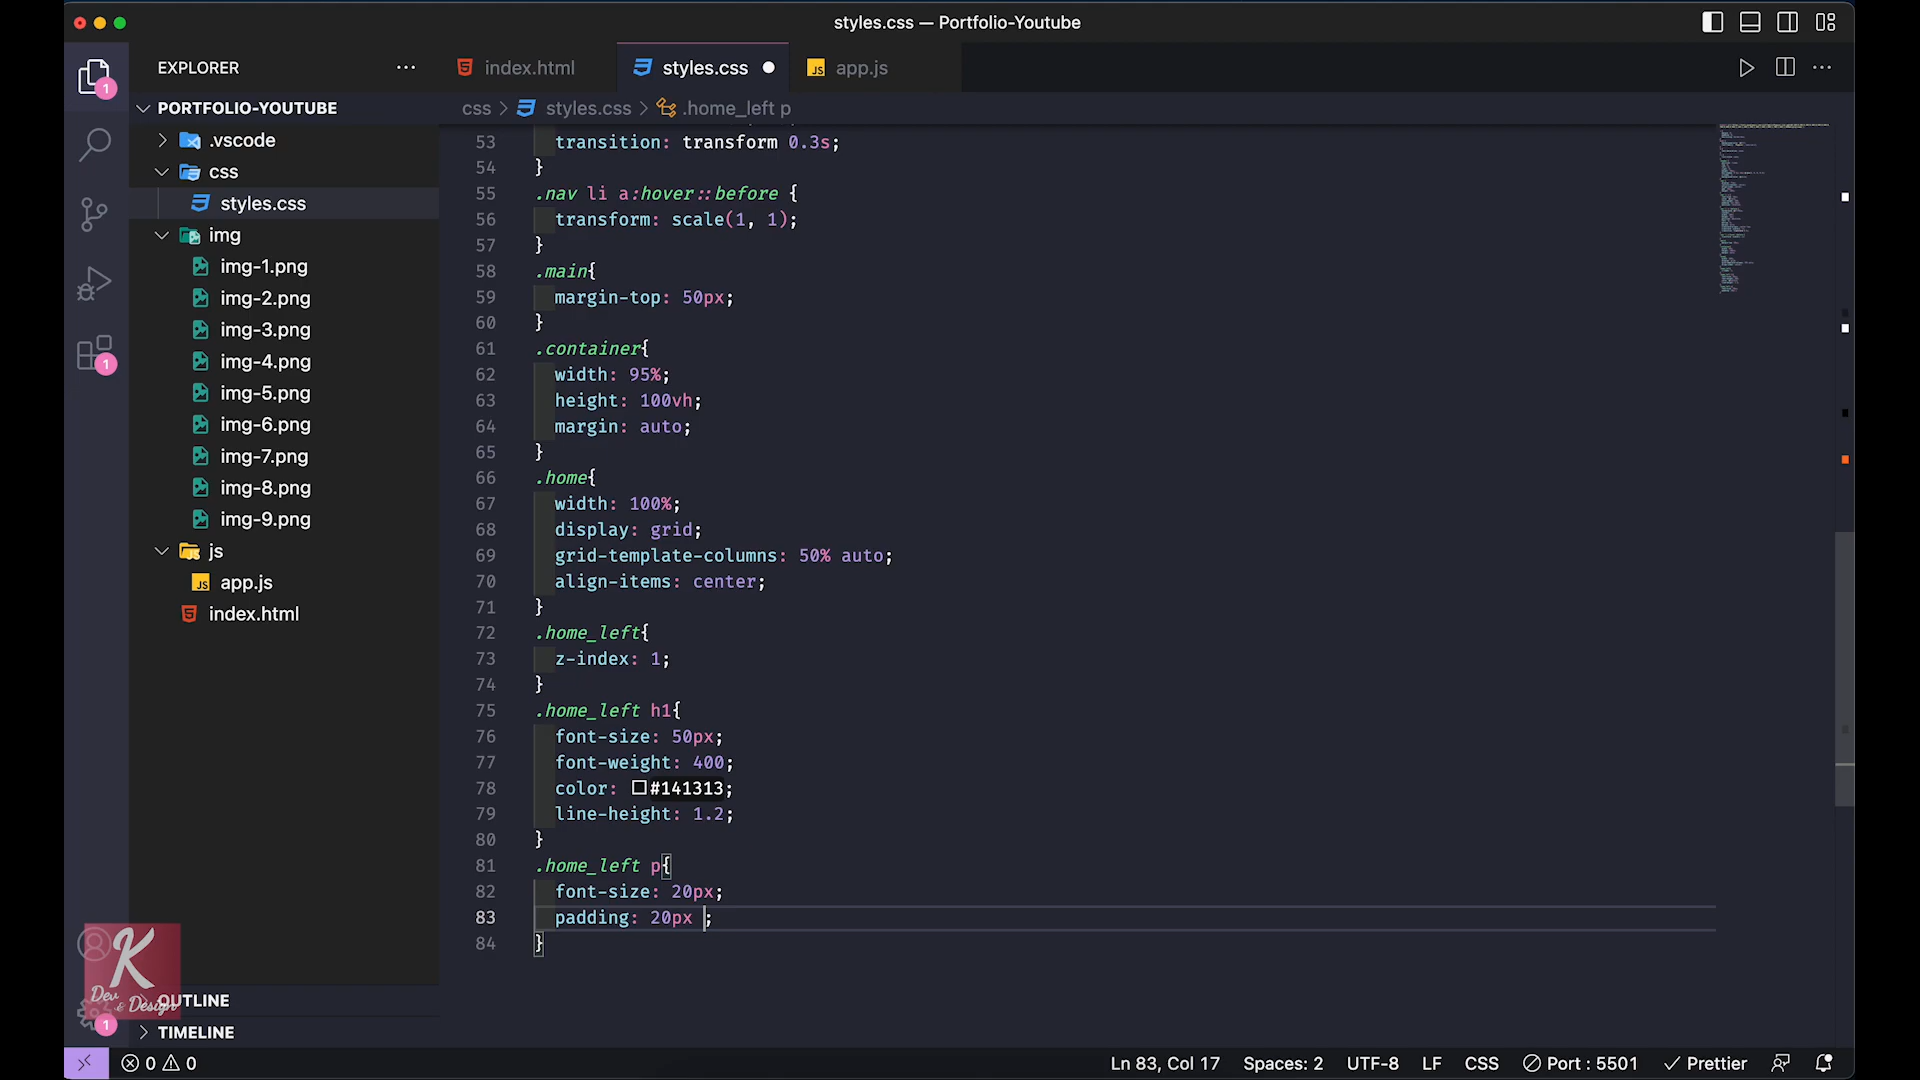 styles.css — Portfolio-Youtube
EXPLORER
index.html
styles.css
JS app.js
PORTFOLIO-YOUTUBE
css > styles.css > .home_left p
.vscode
css
styles.css
img
img-1.png
img-2.png
img-3.png
img-4.png
img-5.png
img-6.png
img-7.png
img-8.png
img-9.png
js
JS app.js
index.html
53 transition: transform 0.3s;
54 }
55 .nav li a:hover::before {
56 transform: scale(1, 1);
57 }
58 .main{
59 margin-top: 50px;
60 }
61 .container{
62 width: 95%;
63 height: 100vh;
64 margin: auto;
65 }
66 .home{
67 width: 100%;
68 display: grid;
69 grid-template-columns: 50% auto;
70 align-items: center;
71 }
72 .home_left{
73 z-index: 1;
74 }
75 .home_left h1{
76 font-size: 50px;
77 font-weight: 400;
78 color: #141313;
79 line-height: 1.2;
80 }
81 .home_left p{
82 font-size: 20px;
83 padding: 20px ;
84 }
1
1
1
K
Dev & Design
OUTLINE
TIMELINE
0 0
Ln 83, Col 17
Spaces: 2
UTF-8
LF
CSS
Port : 5501
Prettier